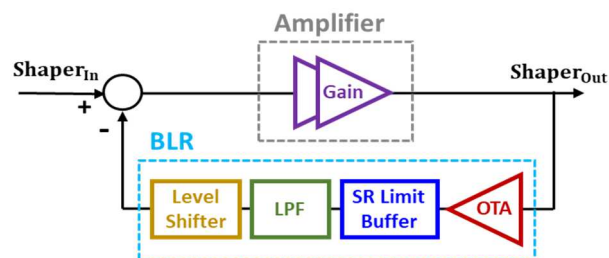 Amplifier
Shaper_In
Shaper_Out
+
Gain
-
BLR
Level
Shifter
LPF
SR Limit
Buffer
OTA